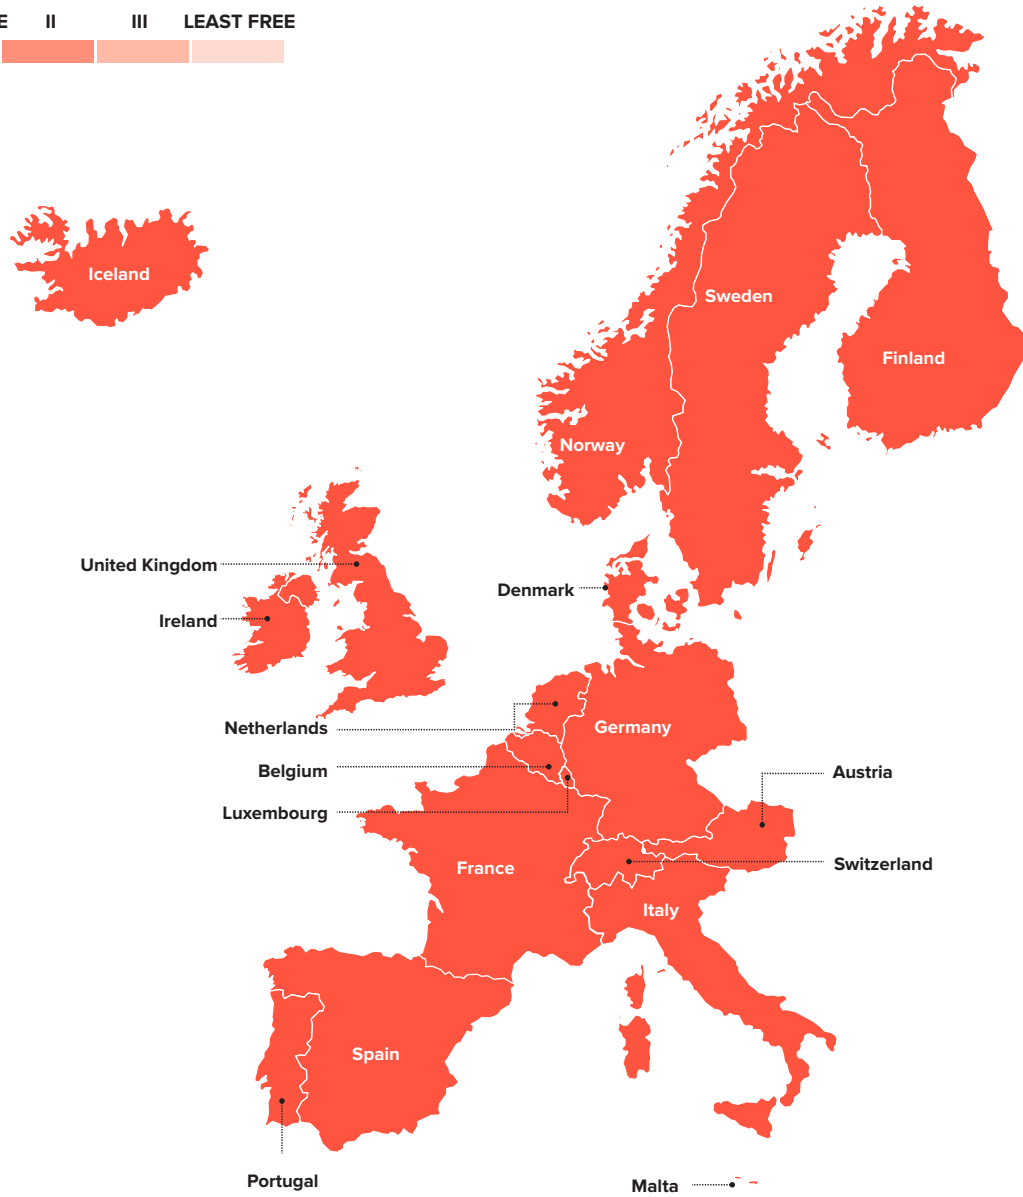 E II III LEAST FREE
Iceland
Sweden
Finland
Norway
United Kingdom
Denmark
Ireland
Netherlands
Germany
Belgium
Austria
Luxembourg
France
Switzerland
Italy
Spain
Portugal
Malta